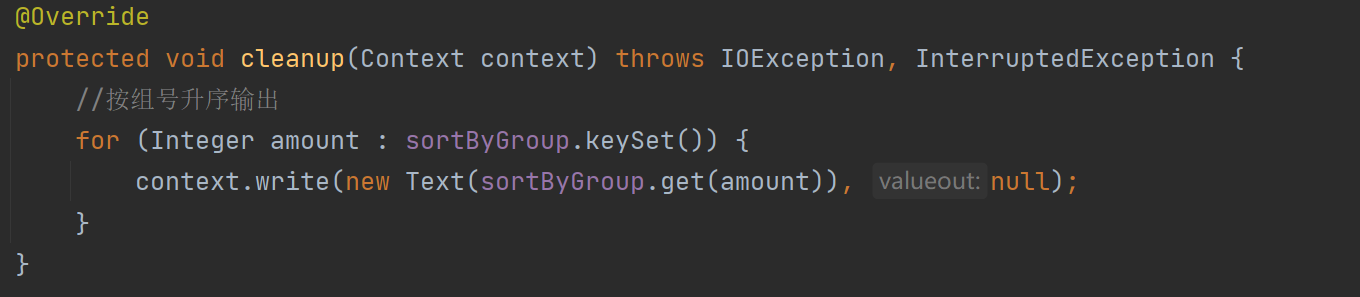 @Override
protected void cleanup(Context context) throws IOException, InterruptedException {
    //按组号升序输出
    for (Integer amount : sortByGroup.keySet()) {
        context.write(new Text(sortByGroup.get(amount)), valueout: null);
    }
}